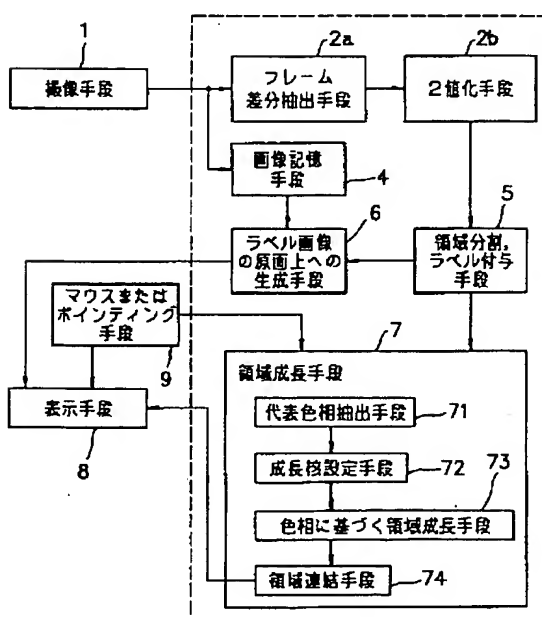 1
撮像手段
2a
フレーム
差分抽出手段
2b
2値化手段
画像記憶
手段
4
5
領域分割,
ラベル付与
手段
6
ラベル画像
の原画上への
生成手段
マウスまたは
ポインティング
手段
9
表示手段
8
7
領域成長手段
代表色相抽出手段
71
成長核設定手段
72
73
色相に基づく領域成長手段
領域連結手段
74